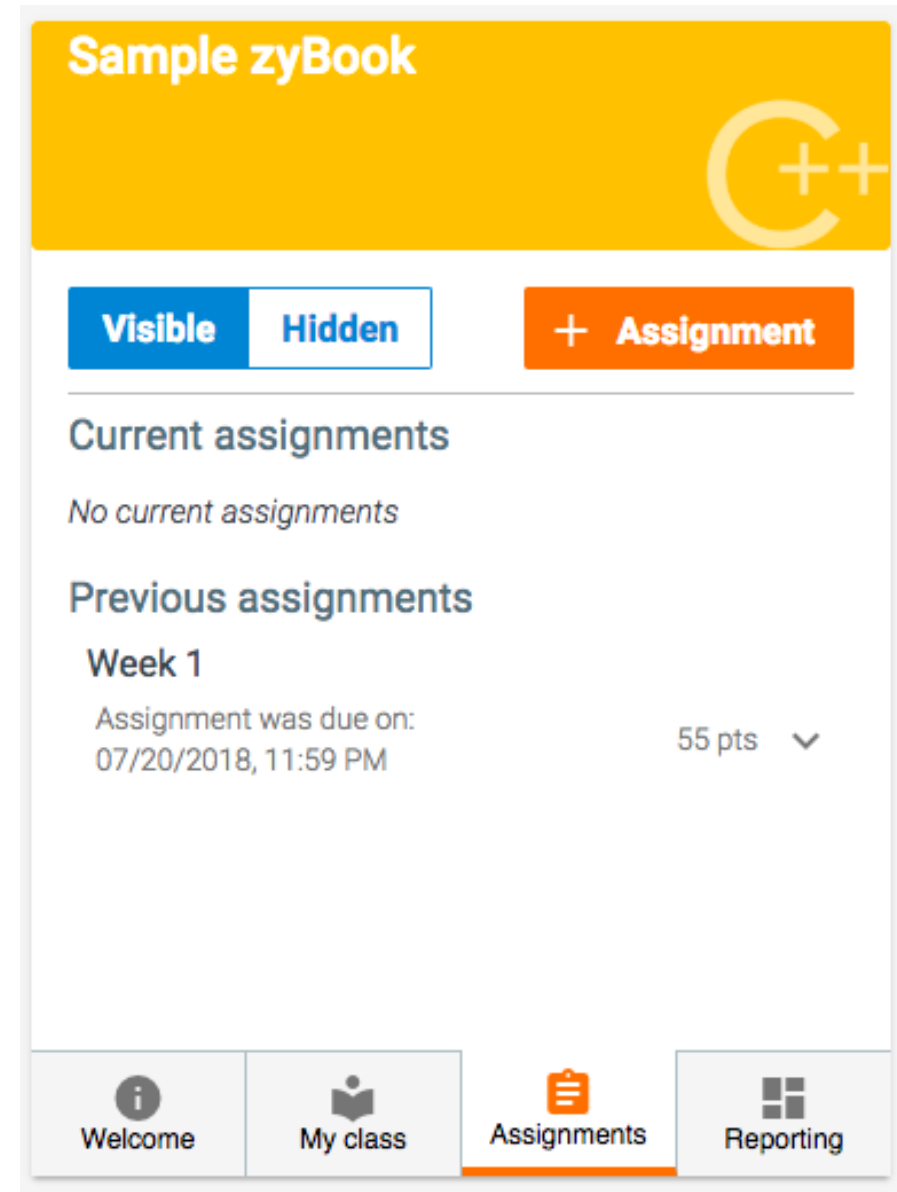 Sample zyBook
C++
Visible Hidden + Assignment
Current assignments
No current assignments
Previous assignments
Week 1
Assignment was due on:
07/20/2018, 11:59 PM
55 pts
Welcome My class Assignments Reporting